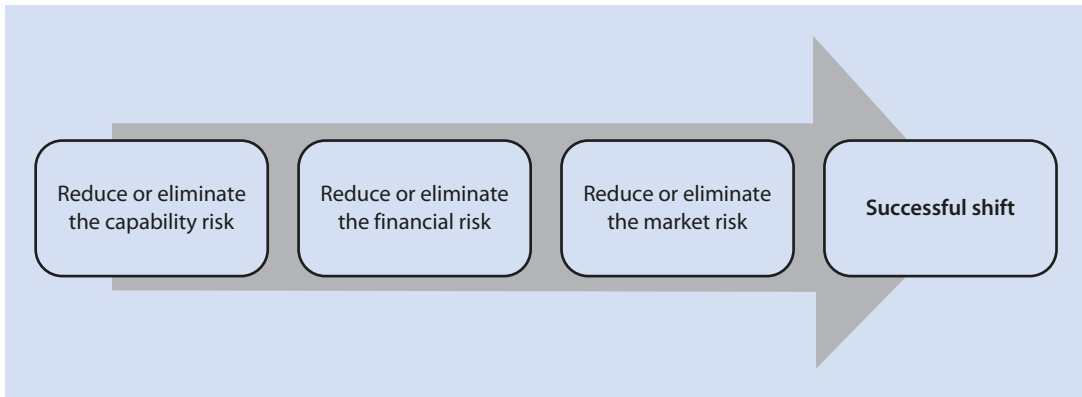 Reduce or eliminate
the capability risk
Reduce or eliminate
the financial risk
Reduce or eliminate
the market risk
Successful shift